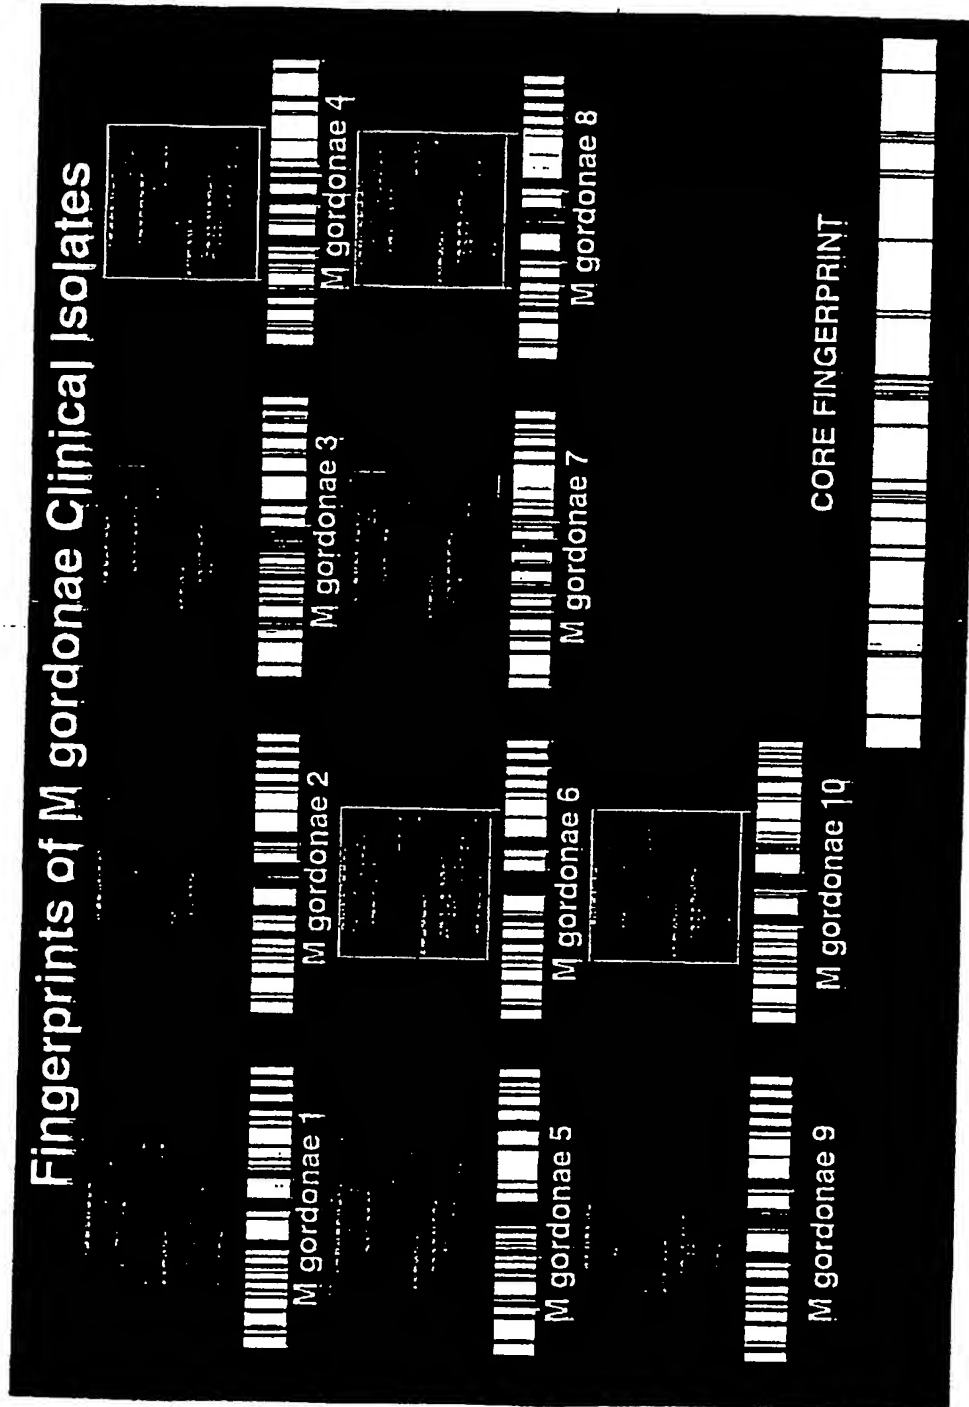 Fingerprints of M gordonae Clinical Isolates
M gordonae 1
M gordonae 2
M gordonae 3
M gordonae 4
M gordonae 5
M gordonae 6
M gordonae 7
M gordonae 8
M gordonae 9
M gordonae 10
CORE FINGERPRINT